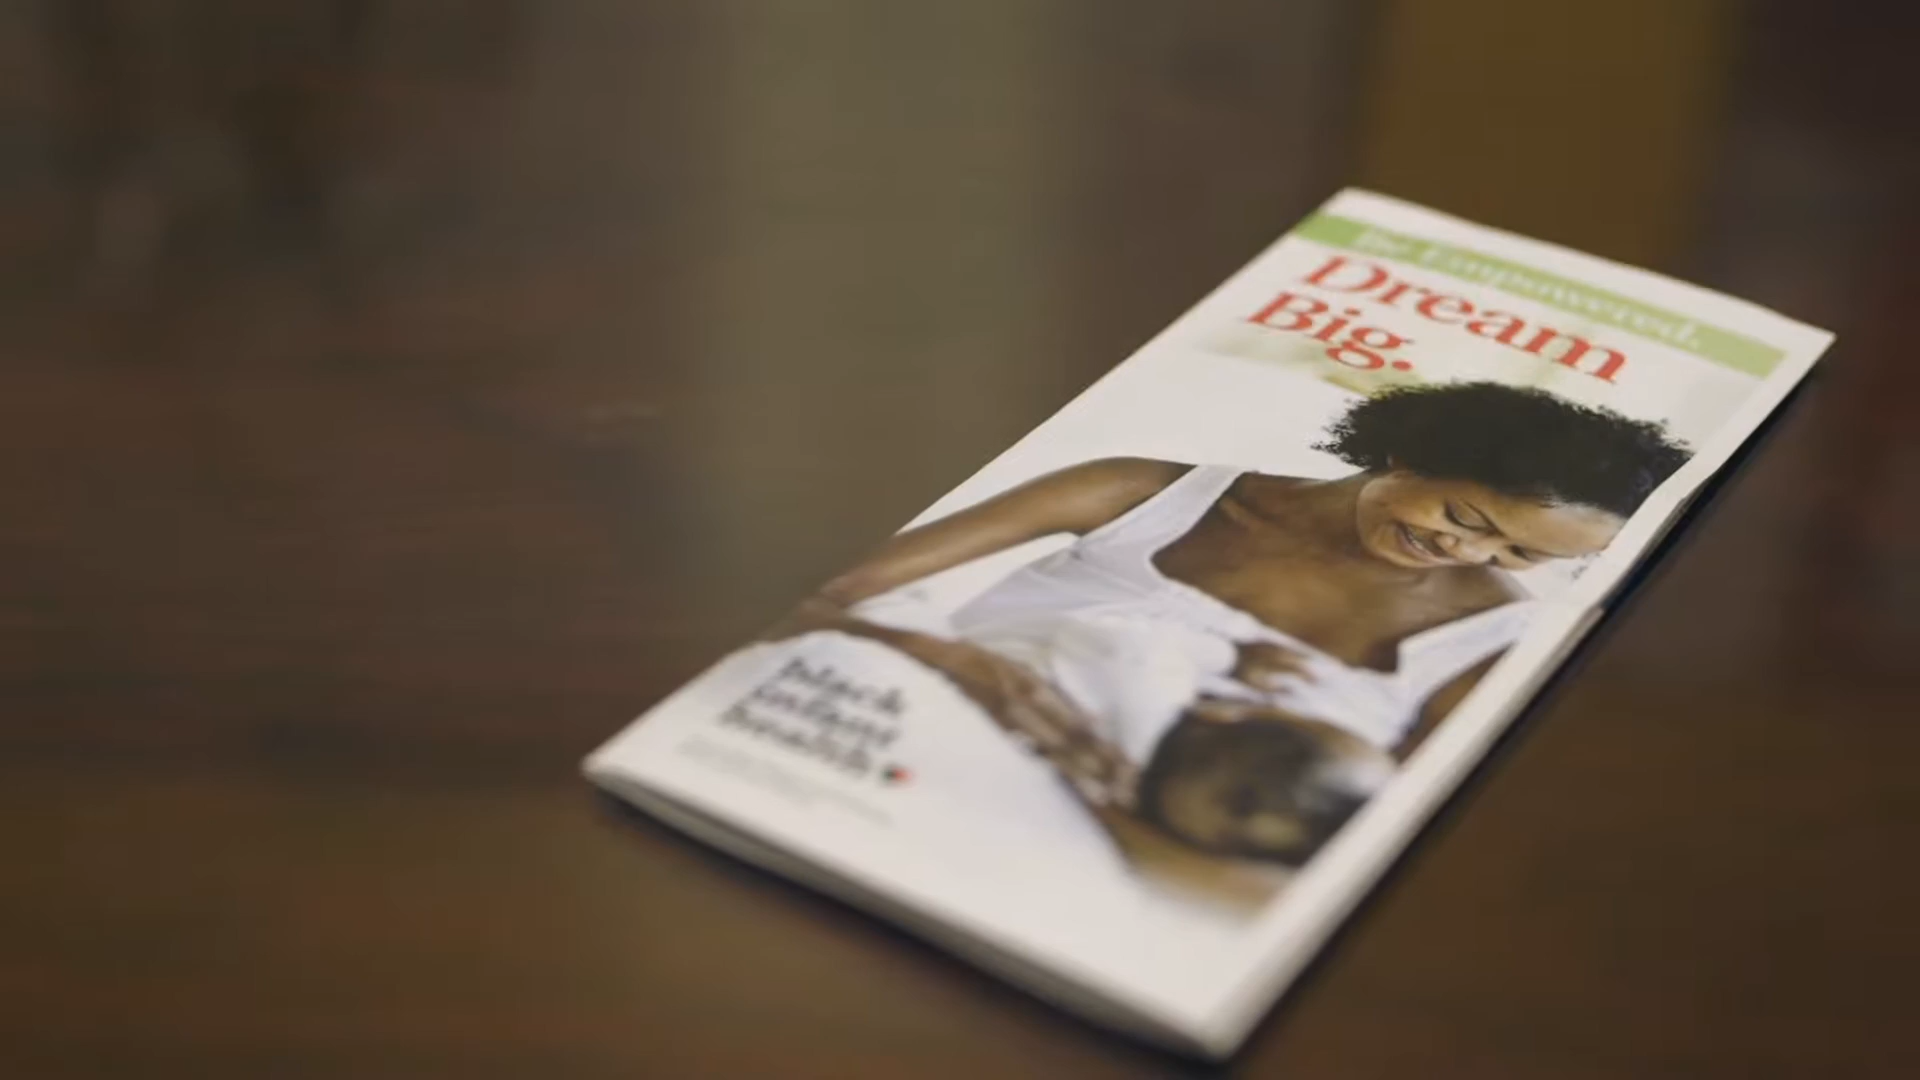 Be Empowered.
Dream
Big.
black
infant
health